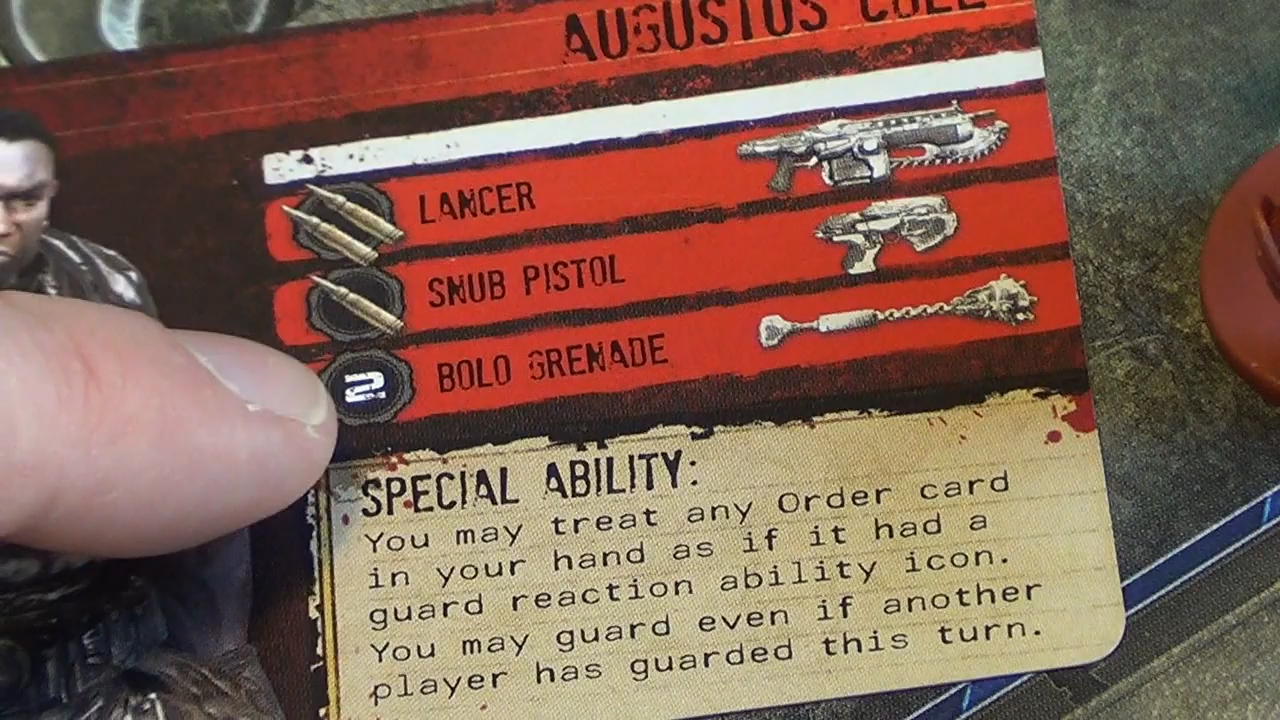 AUGUSTUS COLE
LANCER
SNUB PISTOL
2 BOLO GRENADE
SPECIAL ABILITY:
You may treat any Order card
in your hand as if it had a
guard reaction ability icon.
You may guard even if another
player has guarded this turn.